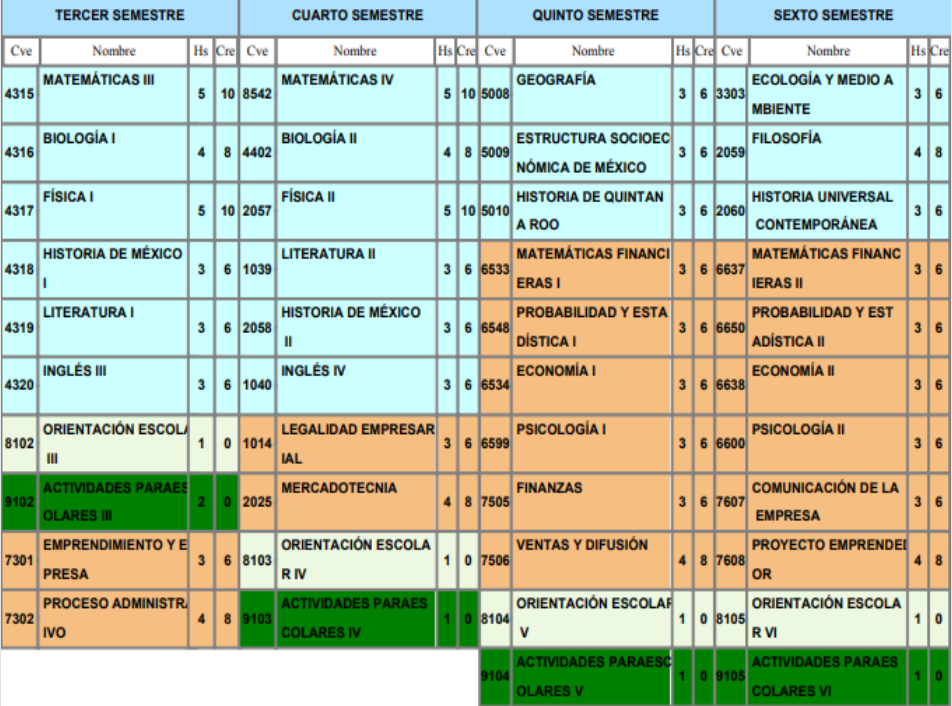 TERCER SEMESTRE CUARTO SEMESTRE QUINTO SEMESTRE SEXTO SEMESTRE
Cve Nombre Hs Cre Cve Nombre Hs Cre Cve Nombre Hs Cre Cve Nombre Hs Cre
4315 MATEMÁTICAS III 5 10 8542 MATEMÁTICAS IV 5 10 5008 GEOGRAFÍA 3 6 3303 ECOLOGÍA Y MEDIO A 3 6
MBIENTE
4316 BIOLOGÍA I 4 8 4402 BIOLOGÍA II 4 8 5009 ESTRUCTURA SOCIOEC 3 6 2059 FILOSOFÍA 4 8
NÓMICA DE MÉXICO
4317 FÍSICA I 5 10 2057 FÍSICA II 5 10 5010 HISTORIA DE QUINTAN 3 6 2060 HISTORIA UNIVERSAL 3 6
A ROO CONTEMPORÁNEA
4318 HISTORIA DE MÉXICO 3 6 1039 LITERATURA II 3 6 6533 MATEMÁTICAS FINANCI 3 6 6637 MATEMÁTICAS FINANC 3 6
I ERAS I IERAS II
4319 LITERATURA I 3 6 2058 HISTORIA DE MÉXICO 3 6 6548 PROBABILIDAD Y ESTA 3 6 6650 PROBABILIDAD Y EST 3 6
II DÍSTICA I ADÍSTICA II
4320 INGLÉS III 3 6 1040 INGLÉS IV 3 6 6534 ECONOMÍA I 3 6 6638 ECONOMÍA II 3 6
8102 ORIENTACIÓN ESCOLA 1 0 1014 LEGALIDAD EMPRESAR 3 6 6599 PSICOLOGÍA I 3 6 6600 PSICOLOGÍA II 3 6
III IAL
9102 ACTIVIDADES PARAES 2 0 2025 MERCADOTECNIA 4 8 7505 FINANZAS 3 6 7607 COMUNICACIÓN DE LA 3 6
OLARES III EMPRESA
7301 EMPRENDIMIENTO Y E 3 6 8103 ORIENTACIÓN ESCOLA 1 0 7506 VENTAS Y DIFUSIÓN 4 8 7608 PROYECTO EMPRENDED 4 8
PRESA R IV OR
7302 PROCESO ADMINISTRA 4 8 9103 ACTIVIDADES PARAES 1 0 8104 ORIENTACIÓN ESCOLAR 1 0 8105 ORIENTACIÓN ESCOLA 1 0
IVO COLARES IV V R VI
9104 ACTIVIDADES PARAESC 1 0 9105 ACTIVIDADES PARAES 1 0
OLARES V COLARES VI